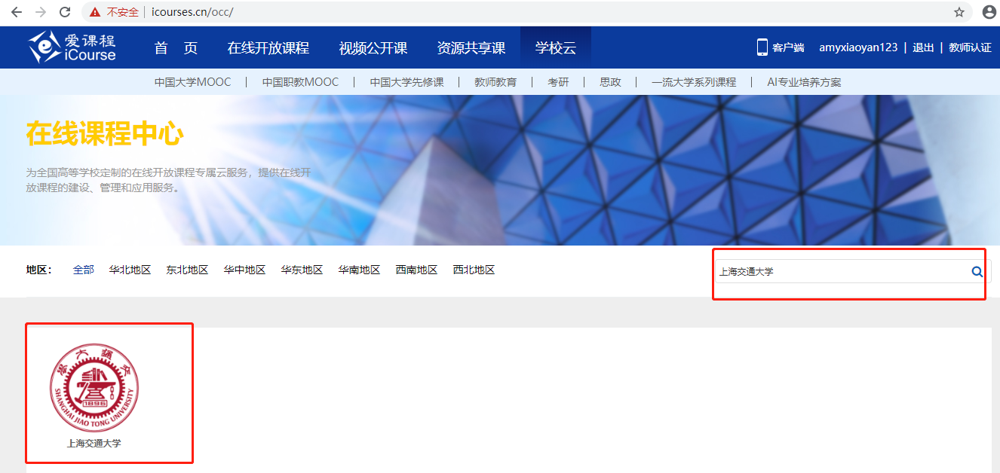 不安全 icourses.cn/occ/
爱课程 iCourse 首 页 在线开放课程 视频公开课 资源共享课 学校云 客户端 amyxiaoyan123 | 退出 | 教师认证
中国大学MOOC | 中国职教MOOC | 中国大学先修课 | 教师教育 | 考研 | 思政 | 一流大学系列课程 | AI专业培养方案
在线课程中心
为全国高等学校定制的在线开放课程专属云服务，提供在线开
放课程的建设、管理和应用服务。
地区： 全部 华北地区 东北地区 华中地区 华东地区 华南地区 西南地区 西北地区 上海交通大学
1896
SHANGHAI JIAO TONG UNIVERSITY
上海交通大学